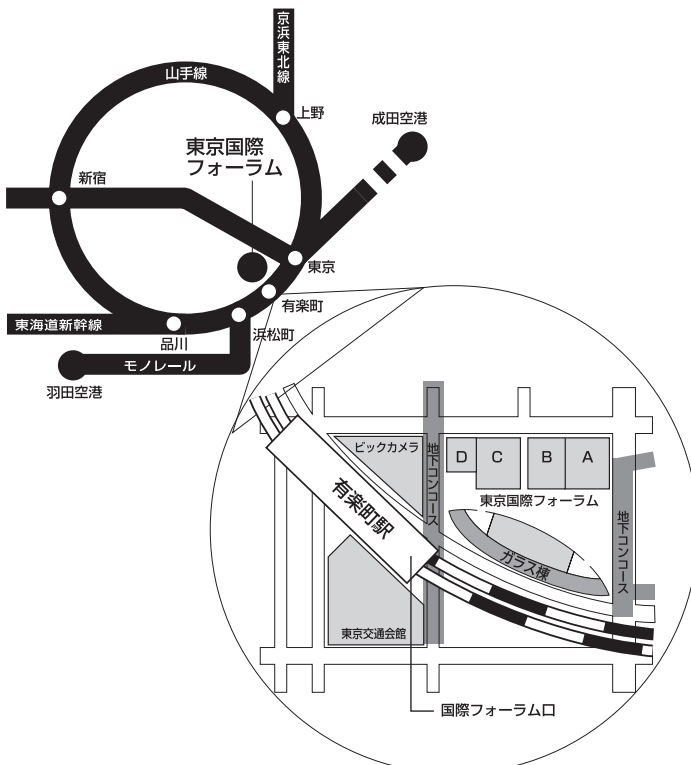 京浜東北線
山手線
上野
成田空港
東京国際
フォーラム
新宿
東京
有楽町
東海道新幹線
浜松町
品川
モノレール
羽田空港
ビックカメラ
地下コンコース
D
C
B
A
有楽町駅
東京国際フォーラム
地下コンコース
ガラス棟
東京交通会館
国際フォーラム口